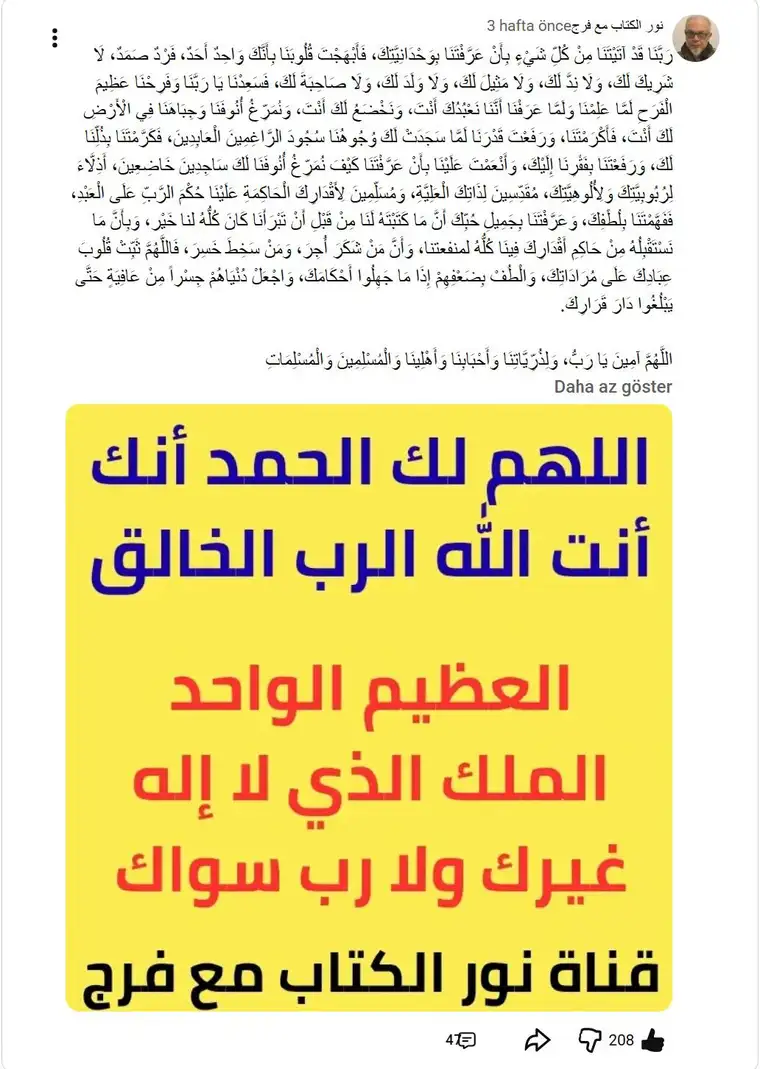 نور الكتاب مع فرج 3 hafta önce
رَبَّنَا قَدْ آتَيْتَنَا مِنْ كُلِّ شَيْءٍ بِأَنْ عَرَّفْتَنَا بِوَحْدَانِيَّتِكَ، فَأَبْهَجْتَ قُلُوبَنَا بِأَنَّكَ وَاحِدٌ أَحَدٌ، فَرْدٌ صَمَدٌ، لَا
شَرِيكَ لَكَ، وَلَا نِدَّ لَكَ، وَلَا مَثِيلَ لَكَ، وَلَا وَلَدَ لَكَ، وَلَا صَاحِبَةَ لَكَ، فَسَعِدْنَا يَا رَبَّنَا وَفَرِحْنَا عَظِيمَ
الْفَرَحِ لَمَّا عَلِمْنَا وَلَمَّا عَرَفْنَا أَنَّنَا نَعْبُدُكَ أَنْتَ، وَنَخْضَعُ لَكَ أَنْتَ، وَنُمَرِّغُ أُنُوفَنَا وَجِبَاهَنَا فِي الْأَرْضِ
لَكَ أَنْتَ، فَأَكْرَمْتَنَا، وَرَفَعْتَ قَدْرَنَا لَمَّا سَجَدَتْ لَكَ وُجُوهُنَا سُجُودَ الرَّاغِمِينَ الْعَابِدِينَ، فَكَرَّمْتَنَا بِذُلِّنَا
لَكَ، وَرَفَعْتَنَا بِفَقْرِنَا إِلَيْكَ، وَأَنْعَمْتَ عَلَيْنَا بِأَنْ عَرَّفْتَنَا كَيْفَ نُمَرِّغُ أُنُوفَنَا لَكَ سَاجِدِينَ خَاضِعِينَ، أَذِلَّاءَ
لِرُبُوبِيَّتِكَ وَلِأُلُوهِيَّتِكَ، مُقَدِّسِينَ لِذَاتِكَ الْعَلِيَّةِ، وَمُسَلِّمِينَ لِأَقْدَارِكَ الْحَاكِمَةِ عَلَيْنَا حُكْمَ الرَّبِّ عَلَى الْعَبْدِ،
فَفَهَّمْتَنَا بِلُطْفِكَ، وَعَرَّفْتَنَا بِجَمِيلِ حُبِّكَ أَنَّ مَا كَتَبْتَهُ لَنَا مِنْ قَبْلِ أَنْ تَبْرَأَنَا كَانَ كُلُّهُ لَنا خَيْر، وَبِأَنَّ مَا
نَسْتَقْبِلُهُ مِنْ حَاكِمِ أَقْدَارِكَ فِينَا كُلُّهُ لمنفعتنا، وَأَنَّ مَنْ شَكَرَ أُجِرَ، وَمَنْ سَخِطَ خَسِرَ، فَاللَّهُمَّ ثَبِّتْ قُلُوبَ
عِبَادِكَ عَلَى مُرَادَاتِكَ، وَالْطُفْ بِضَعْفِهِمْ إِذَا مَا جَهِلُوا أَحْكَامَكَ، وَاجْعَلْ دُنْيَاهُمْ جِسْراً مِنْ عَافِيَةٍ حَتَّى
يَبْلُغُوا دَارَ قَرَارِكَ.
اللَّهُمَّ آمِينَ يَا رَبُّ، وَلِذُرِّيَّاتِنَا وَأَحْبَابِنَا وَأَهْلِينَا وَالْمُسْلِمِينَ وَالْمُسْلِمَاتِ
Daha az göster
اللهم لك الحمد أنك
أنت الله الرب الخالق
العظيم الواحد
الملك الذي لا إله
غيرك ولا رب سواك
قناة نور الكتاب مع فرج
208 47